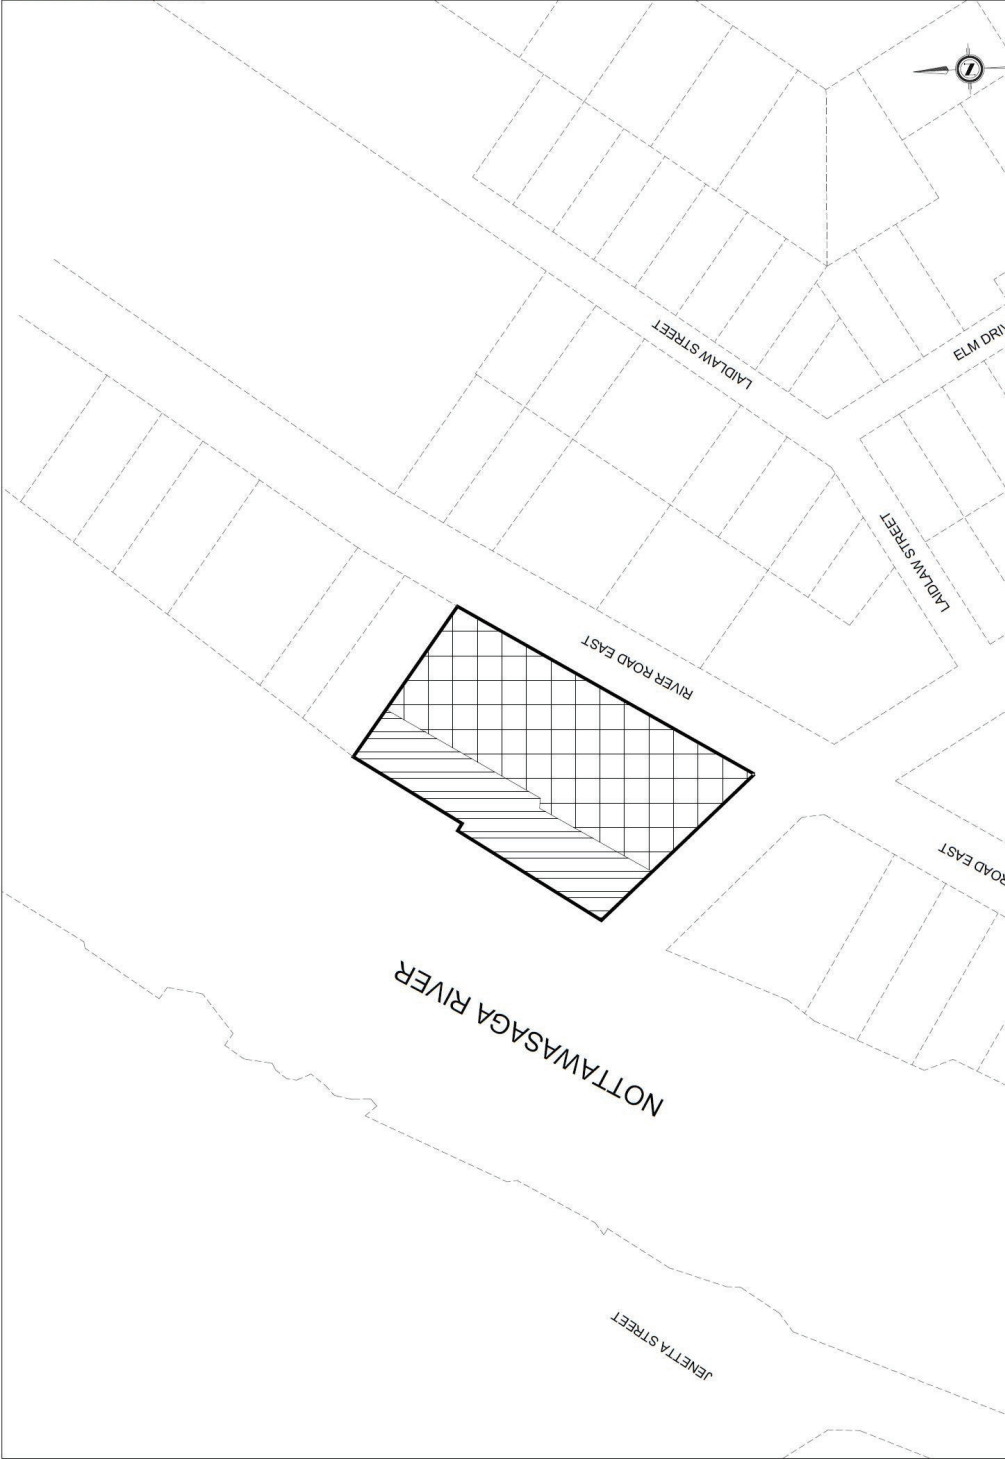 N
LAIDLAW STREET
ELM DRI
LAIDLAW STREET
RIVER ROAD EAST
ROAD EAST
NOTTAWASAGA RIVER
JENETTA STREET